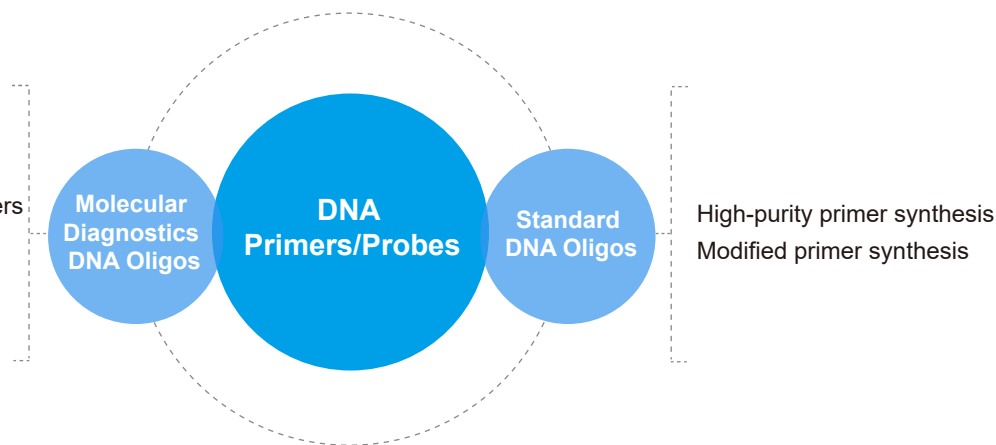 Molecular
Diagnostics
DNA Oligos
DNA
Primers/Probes
Standard
DNA Oligos
High-purity primer synthesis
Modified primer synthesis